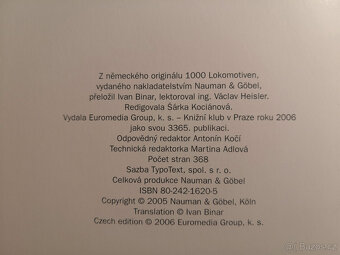 Z německého originálu 1000 Lokomotiven,
vydaného nakladatelstvím Nauman & Göbel,
přeložil Ivan Binar, lektoroval ing. Václav Heisler.
Redigovala Šárka Kociánová.
Vydala Euromedia Group, k. s. – Knižní klub v Praze roku 2006
jako svou 3365. publikaci.
Odpovědný redaktor Antonín Kočí
Technická redaktorka Martina Adlová
Počet stran 368
Sazba TypoText, spol. s r. o.
Celková produkce Nauman & Göbel
ISBN 80-242-1620-5
Copyright © 2005 Nauman & Göbel, Köln
Translation © Ivan Binar
Czech edition © 2006 Euromedia Group, k. s.